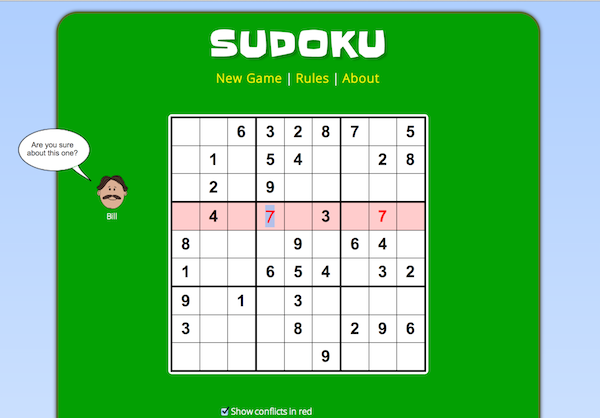 SUDOKU
New Game | Rules | About
6 3 2 8 7 5
1 5 4 2 8
2 9
Are you sure
about this one?
4 7 3 7
Bill
8 9 6 4
1 6 5 4 3 2
9 1 3
3 8 2 9 6
9
Show conflicts in red